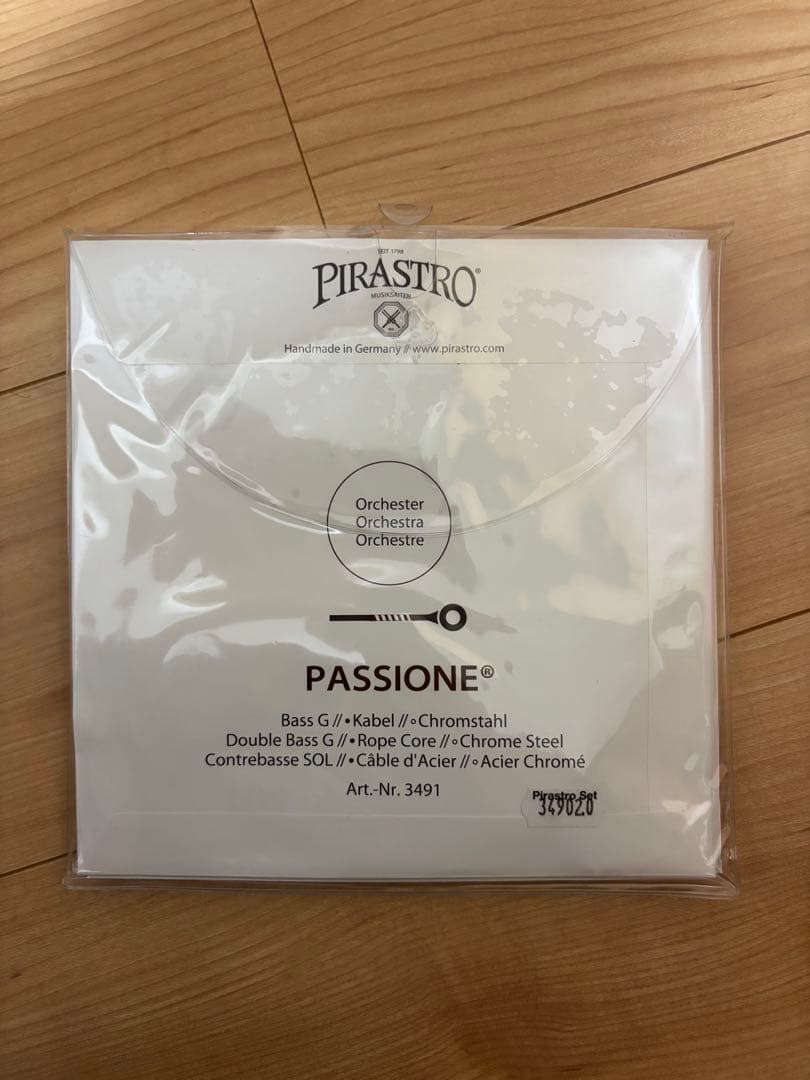 SEIT 1798
PIRASTRO®
MUSIKSAITEN
Handmade in Germany // www.pirastro.com
Orchester
Orchestra
Orchestre
PASSIONE®
Bass G // • Kabel // ∘ Chromstahl
Double Bass G // • Rope Core // ∘ Chrome Steel
Contrebasse SOL // • Câble d'Acier // ∘ Acier Chromé
Art.-Nr. 3491
Pirastro Set
349020